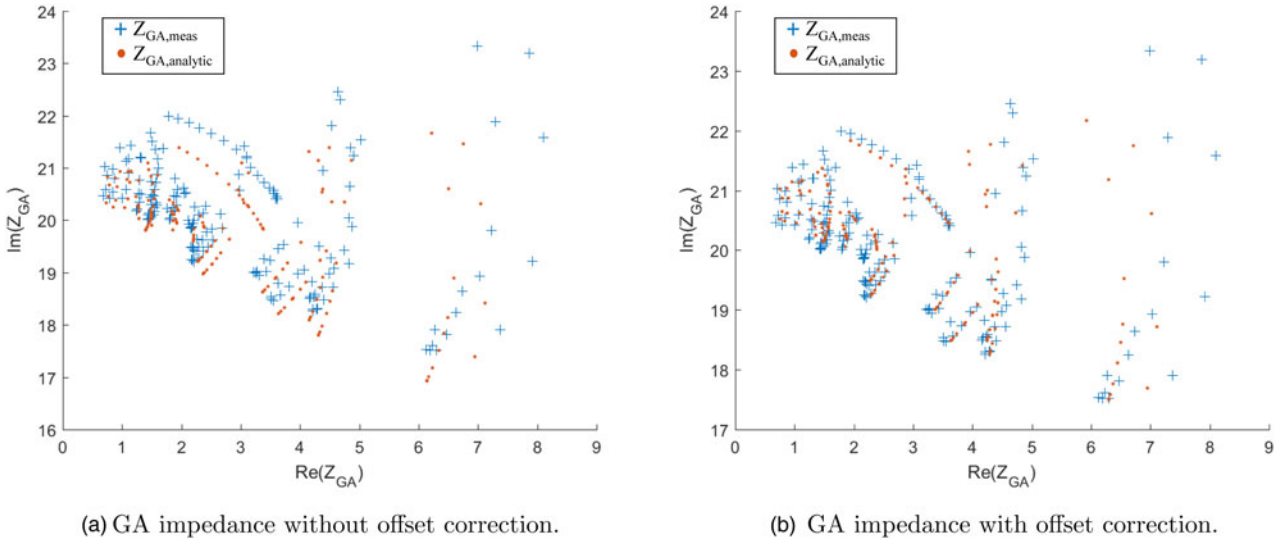 24
23
22
21
20
19
18
17
16
Im(Z_GA)
Z_GA,meas
Z_GA,analytic
0 1 2 3 4 5 6 7 8 9
Re(Z_GA)
(a) GA impedance without offset correction.
24
23
22
21
20
19
18
17
Im(Z_GA)
Z_GA,meas
Z_GA,analytic
0 1 2 3 4 5 6 7 8 9
Re(Z_GA)
(b) GA impedance with offset correction.